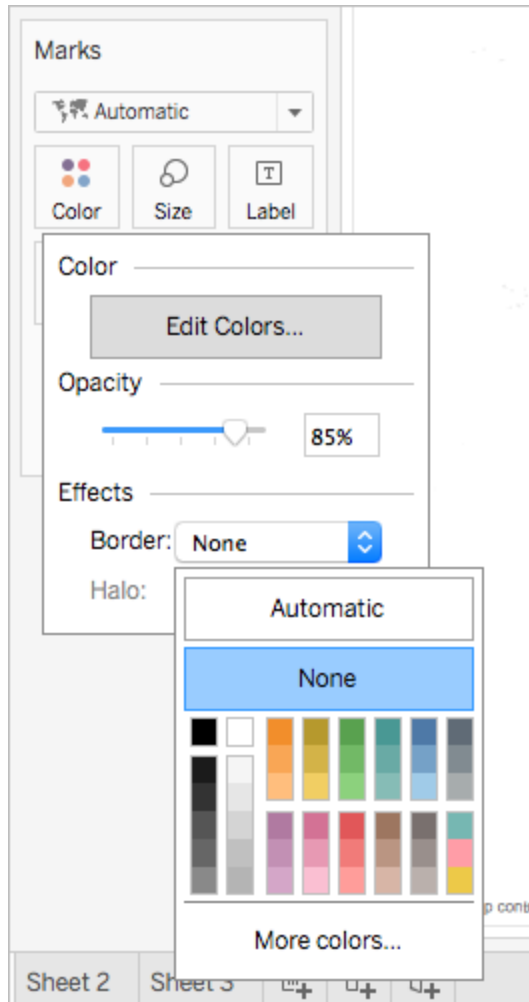 Marks
Automatic
Color Size Label
Color
Edit Colors...
Opacity
85%
Effects
Border: None
Halo:
Automatic
None
More colors...
Sheet 2 Sheet 3